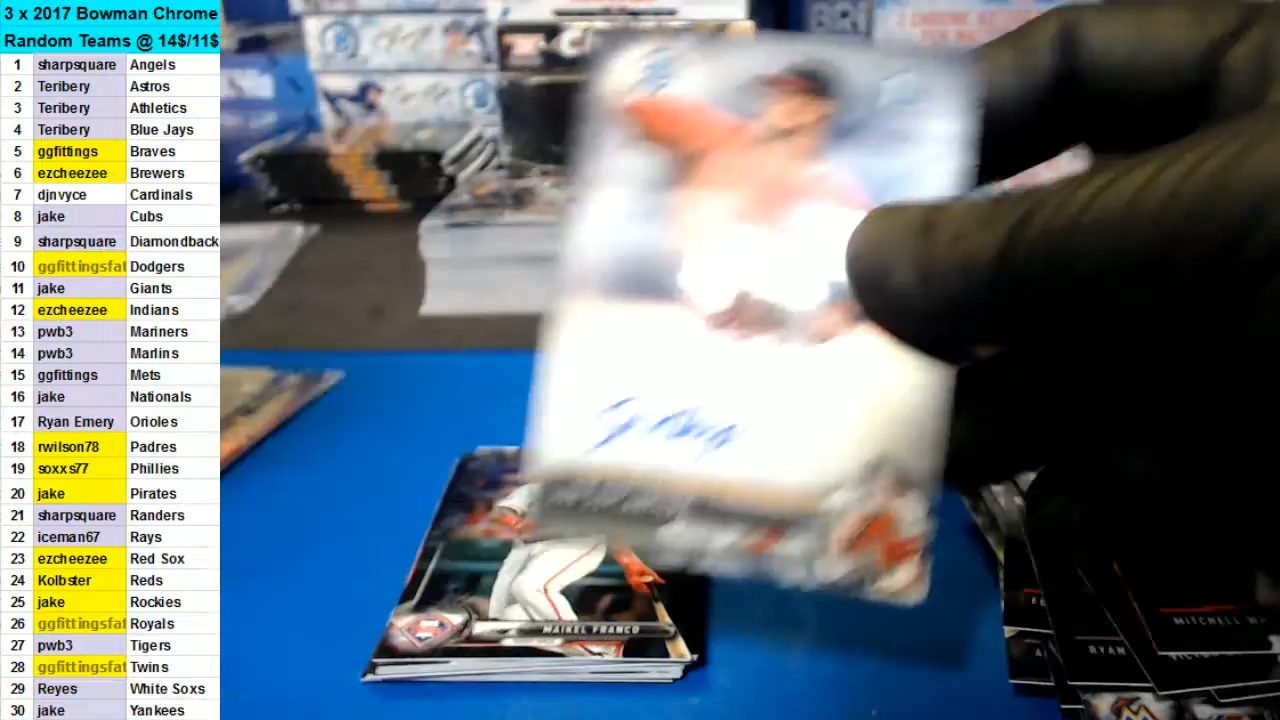 3 x 2017 Bowman Chrome
Random Teams @ 14$/11$
1 sharpsquare Angels
2 Teribery Astros
3 Teribery Athletics
4 Teribery Blue Jays
5 ggfittings Braves
6 ezcheezee Brewers
7 djnvyce Cardinals
8 jake Cubs
9 sharpsquare Diamondback
10 ggfittingsfat Dodgers
11 jake Giants
12 ezcheezee Indians
13 pwb3 Mariners
14 pwb3 Marlins
15 ggfittings Mets
16 jake Nationals
17 Ryan Emery Orioles
18 rwilson78 Padres
19 soxxs77 Phillies
20 jake Pirates
21 sharpsquare Randers
22 iceman67 Rays
23 ezcheezee Red Sox
24 Kolbster Reds
25 jake Rockies
26 ggfittingsfat Royals
27 pwb3 Tigers
28 ggfittingsfat Twins
29 Reyes White Soxs
30 jake Yankees
MAIKEL FRANCO
MITCHELL
RYAN